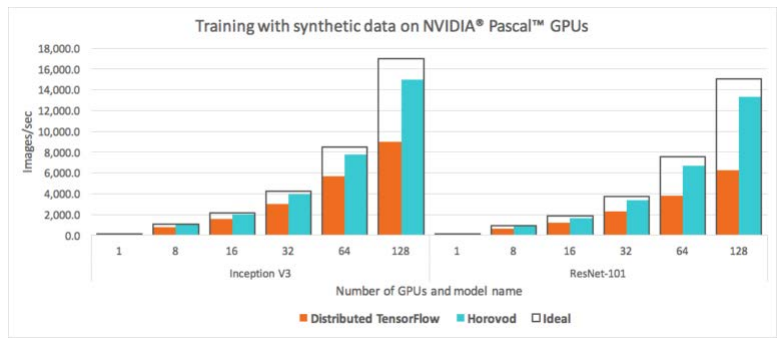 Training with synthetic data on NVIDIA® Pascal™ GPUs
18,000.0
16,000.0
14,000.0
12,000.0
10,000.0
8,000.0
6,000.0
4,000.0
2,000.0
0.0
Images/sec
1 8 16 32 64 128 1 8 16 32 64 128
Inception V3 ResNet-101
Number of GPUs and model name
Distributed TensorFlow Horovod Ideal